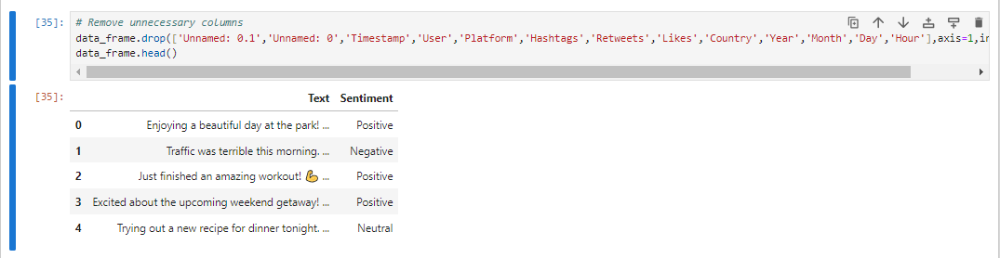 [35]: # Remove unnecessary columns
data_frame.drop(['Unnamed: 0.1','Unnamed: 0','Timestamp','User','Platform','Hashtags','Retweets','Likes','Country','Year','Month','Day','Hour'],axis=1,in
data_frame.head()
[35]: Text Sentiment
0 Enjoying a beautiful day at the park! ... Positive
1 Traffic was terrible this morning. ... Negative
2 Just finished an amazing workout! 💪 ... Positive
3 Excited about the upcoming weekend getaway! ... Positive
4 Trying out a new recipe for dinner tonight. ... Neutral